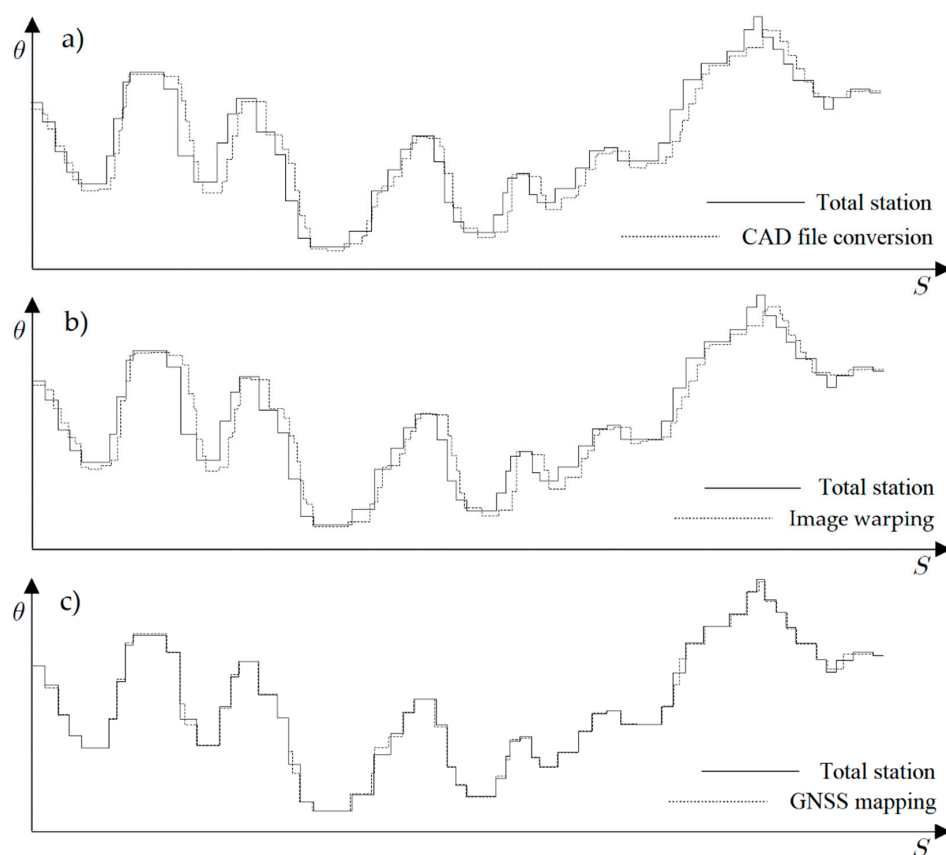 θ
a)
Total station
CAD file conversion
S
θ
b)
Total station
Image warping
S
θ
c)
Total station
GNSS mapping
S